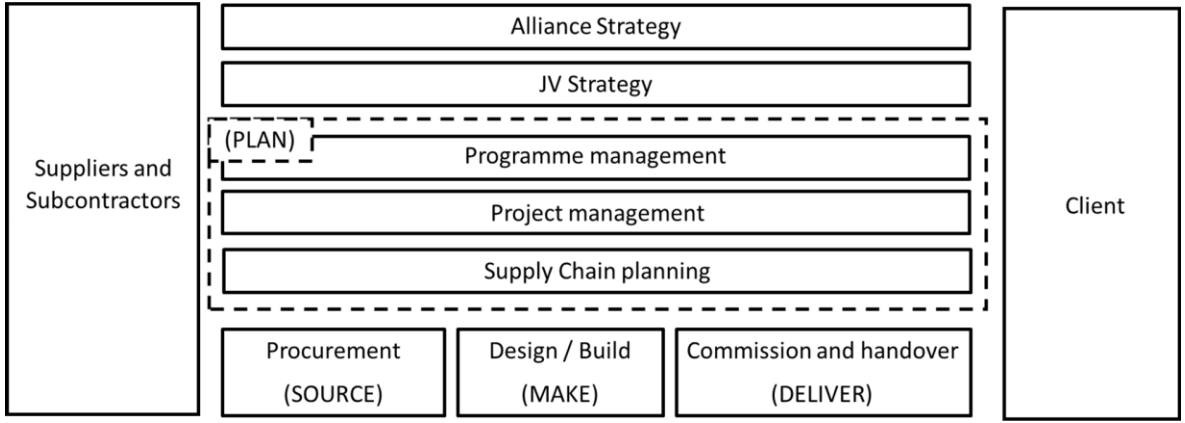 Suppliers and
Subcontractors
Alliance Strategy
JV Strategy
(PLAN)
Programme management
Project management
Supply Chain planning
Procurement
(SOURCE)
Design / Build
(MAKE)
Commission and handover
(DELIVER)
Client